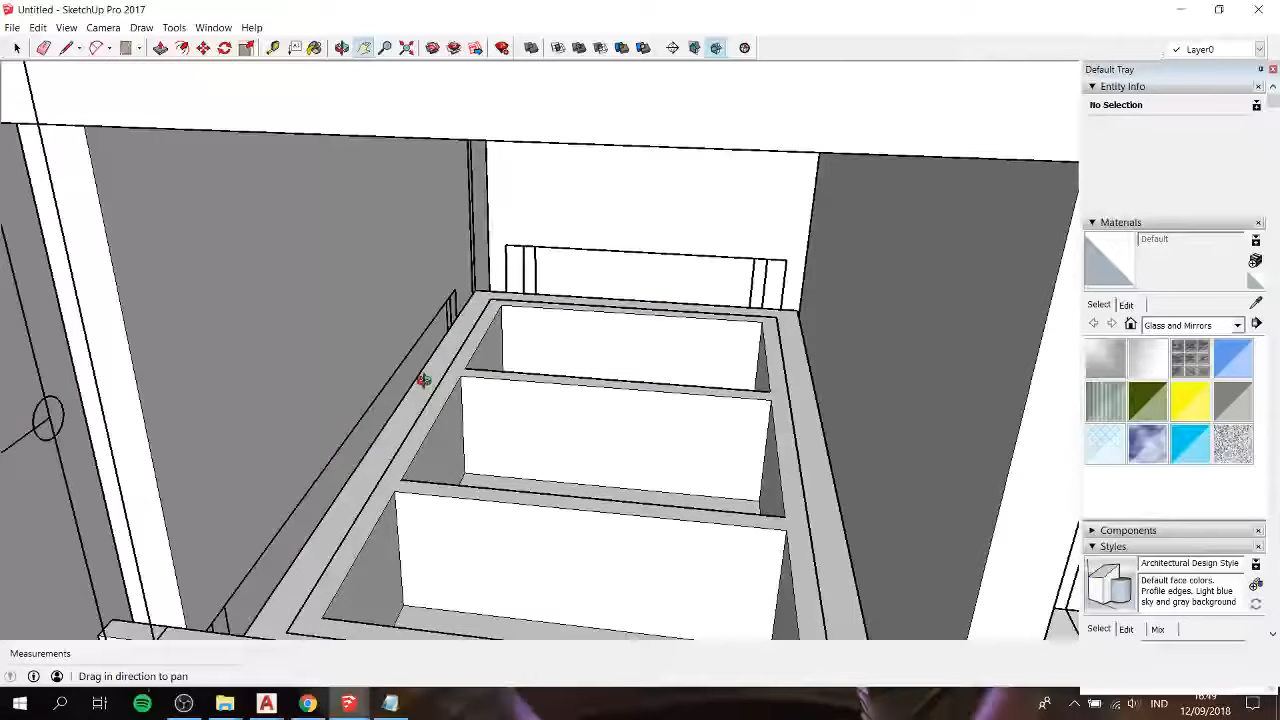 Untitled - SketchUp Pro 2017
File Edit View Camera Draw Tools Window Help
Layer0
Default Tray
Entity Info
No Selection
Materials
Default
Select Edit
Glass and Mirrors
Components
Styles
Architectural Design Style
Default face colors.
Profile edges. Light blue
sky and gray background
Select Edit Mix
Measurements
Drag in direction to pan
IND
16:49
12/09/2018